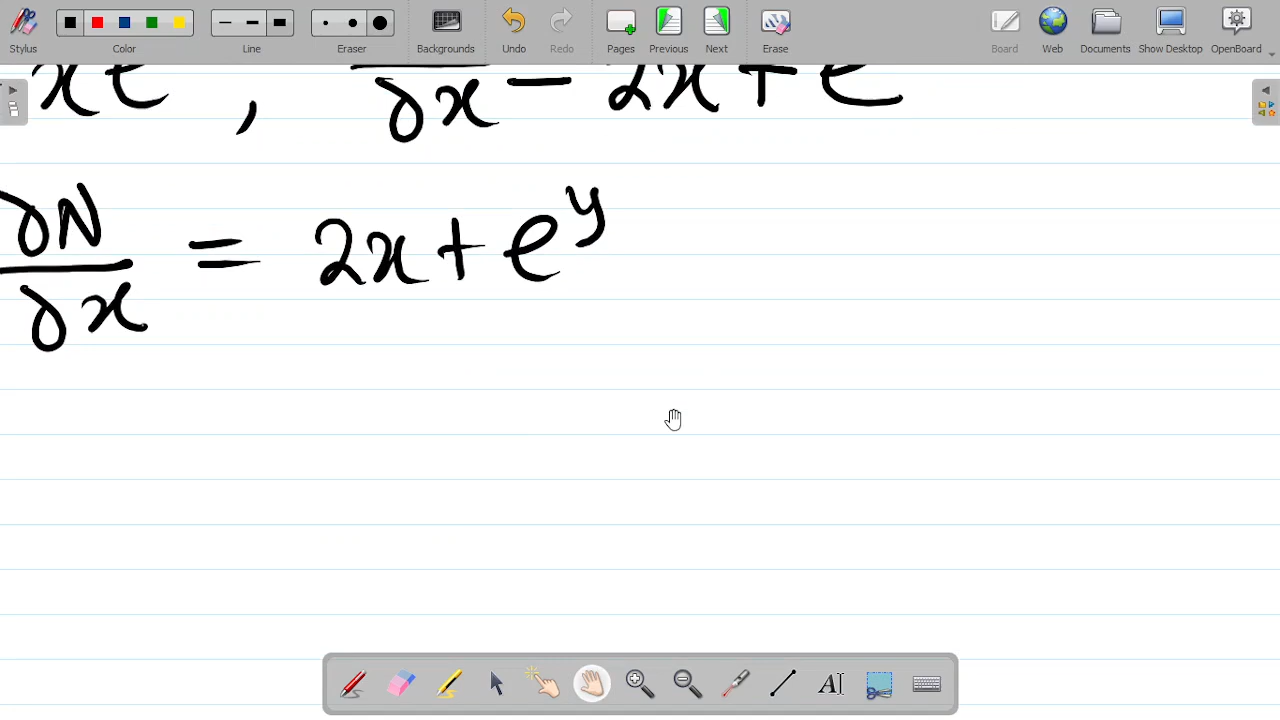 Stylus Color Line Eraser Backgrounds Undo Redo Pages Previous Next Erase Board Web Documents Show Desktop OpenBoard
xe , ∂x = 2x + e
∂N/∂x = 2x + e^y